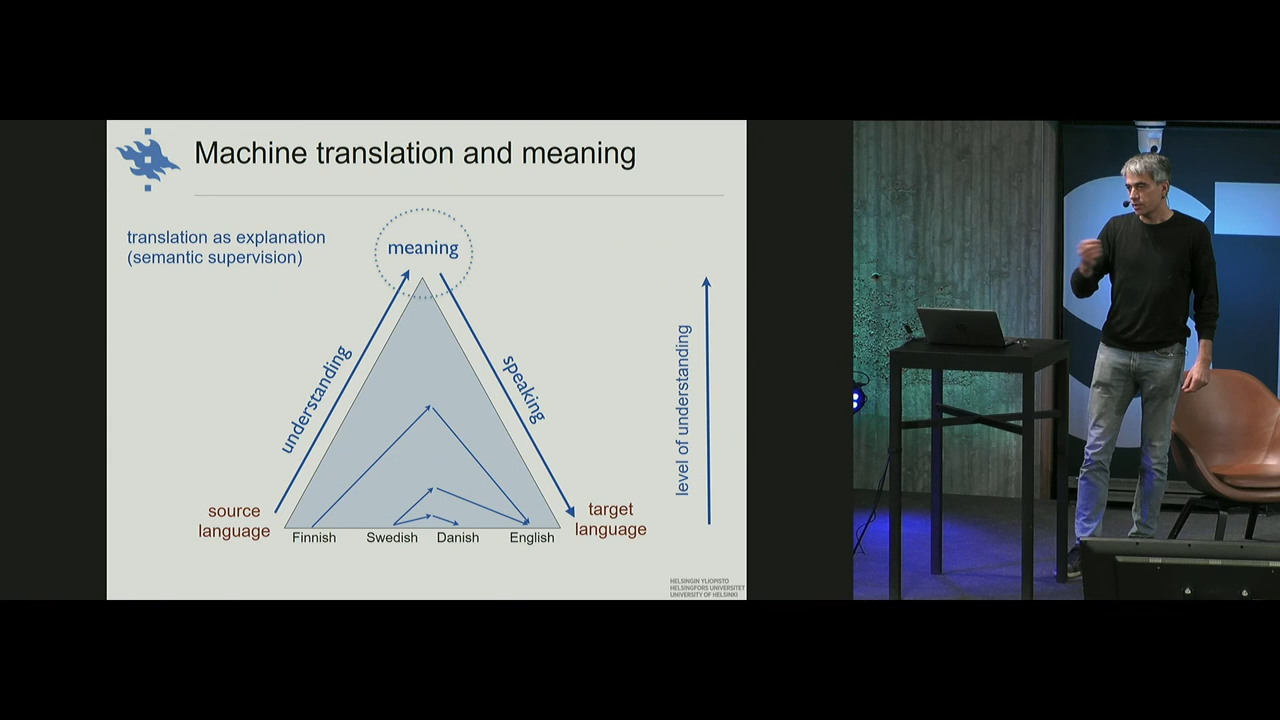 Machine translation and meaning
translation as explanation
(semantic supervision)
meaning
understanding
speaking
level of understanding
source
language
target
language
Finnish
Swedish
Danish
English
HELSINGIN YLIOPISTO
HELSINGFORS UNIVERSITET
UNIVERSITY OF HELSINKI